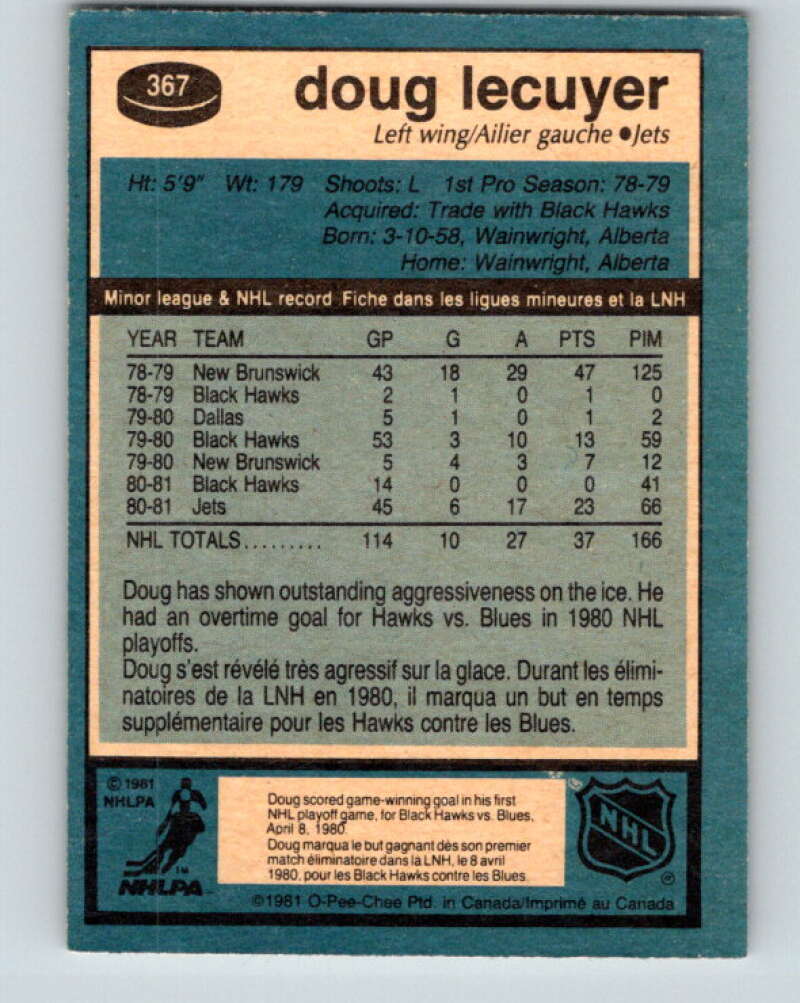 367
doug lecuyer
Left wing/Ailier gauche ●Jets
Ht: 5'9" Wt: 179 Shoots: L 1st Pro Season: 78-79
Acquired: Trade with Black Hawks
Born: 3-10-58, Wainwright, Alberta
Home: Wainwright, Alberta
Minor league & NHL record Fiche dans les ligues mineures et la LNH
YEAR TEAM GP G A PTS PIM
78-79 New Brunswick 43 18 29 47 125
78-79 Black Hawks 2 1 0 1 0
79-80 Dallas 5 1 0 1 2
79-80 Black Hawks 53 3 10 13 59
79-80 New Brunswick 5 4 3 7 12
80-81 Black Hawks 14 0 0 0 41
80-81 Jets 45 6 17 23 66
NHL TOTALS......... 114 10 27 37 166
Doug has shown outstanding aggressiveness on the ice. He
had an overtime goal for Hawks vs. Blues in 1980 NHL
playoffs.
Doug s'est révélé très agressif sur la glace. Durant les élimi-
natoires de la LNH en 1980, il marqua un but en temps
supplémentaire pour les Hawks contre les Blues.
© 1981
NHLPA
TM
NHLPA
Doug scored game-winning goal in his first
NHL playoff game, for Black Hawks vs. Blues,
April 8, 1980.
Doug marqua le but gagnant dès son premier
match éliminatoire dans la LNH, le 8 avril
1980, pour les Black Hawks contre les Blues.
NHL
®
©1981 O-Pee-Chee Ptd. in Canada/Imprimé au Canada